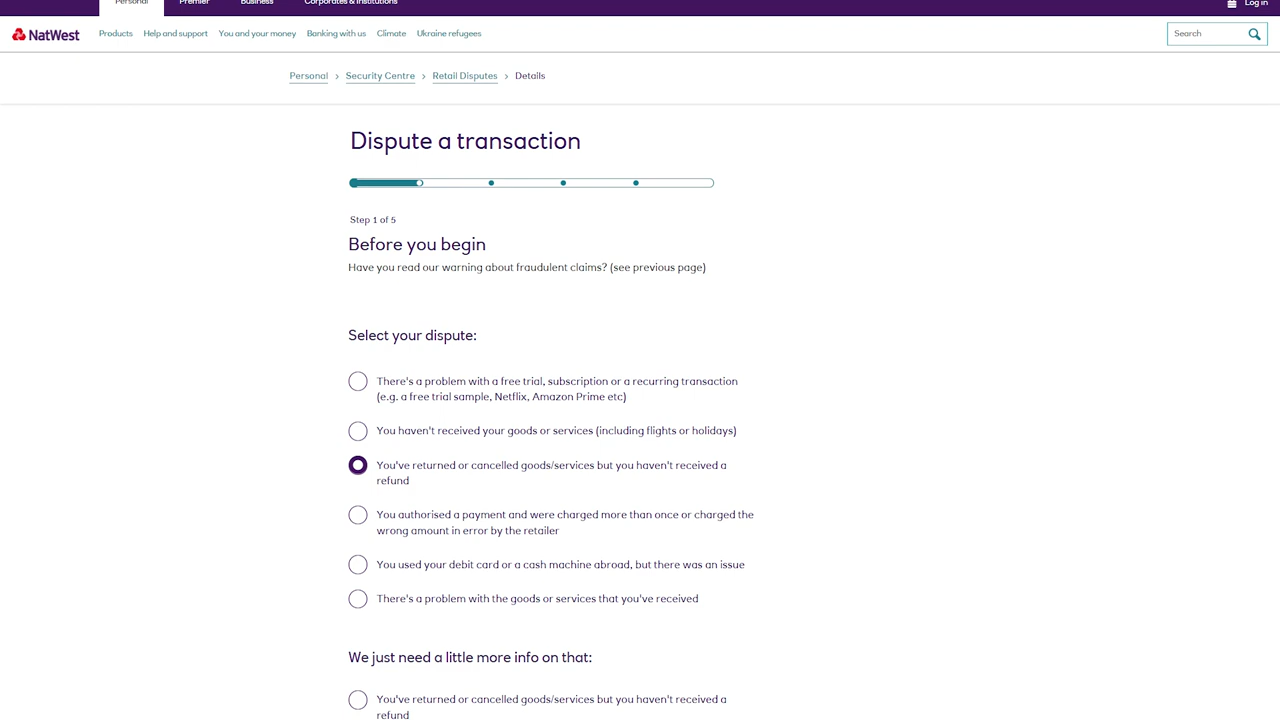 Personal Premier Business Corporates & Institutions Log in
NatWest Products Help and support You and your money Banking with us Climate Ukraine refugees Search
Personal > Security Centre > Retail Disputes > Details
Dispute a transaction
Step 1 of 5
Before you begin
Have you read our warning about fraudulent claims? (see previous page)
Select your dispute:
There's a problem with a free trial, subscription or a recurring transaction
(e.g. a free trial sample, Netflix, Amazon Prime etc)
You haven't received your goods or services (including flights or holidays)
You've returned or cancelled goods/services but you haven't received a
refund
You authorised a payment and were charged more than once or charged the
wrong amount in error by the retailer
You used your debit card or a cash machine abroad, but there was an issue
There's a problem with the goods or services that you've received
We just need a little more info on that:
You've returned or cancelled goods/services but you haven't received a
refund